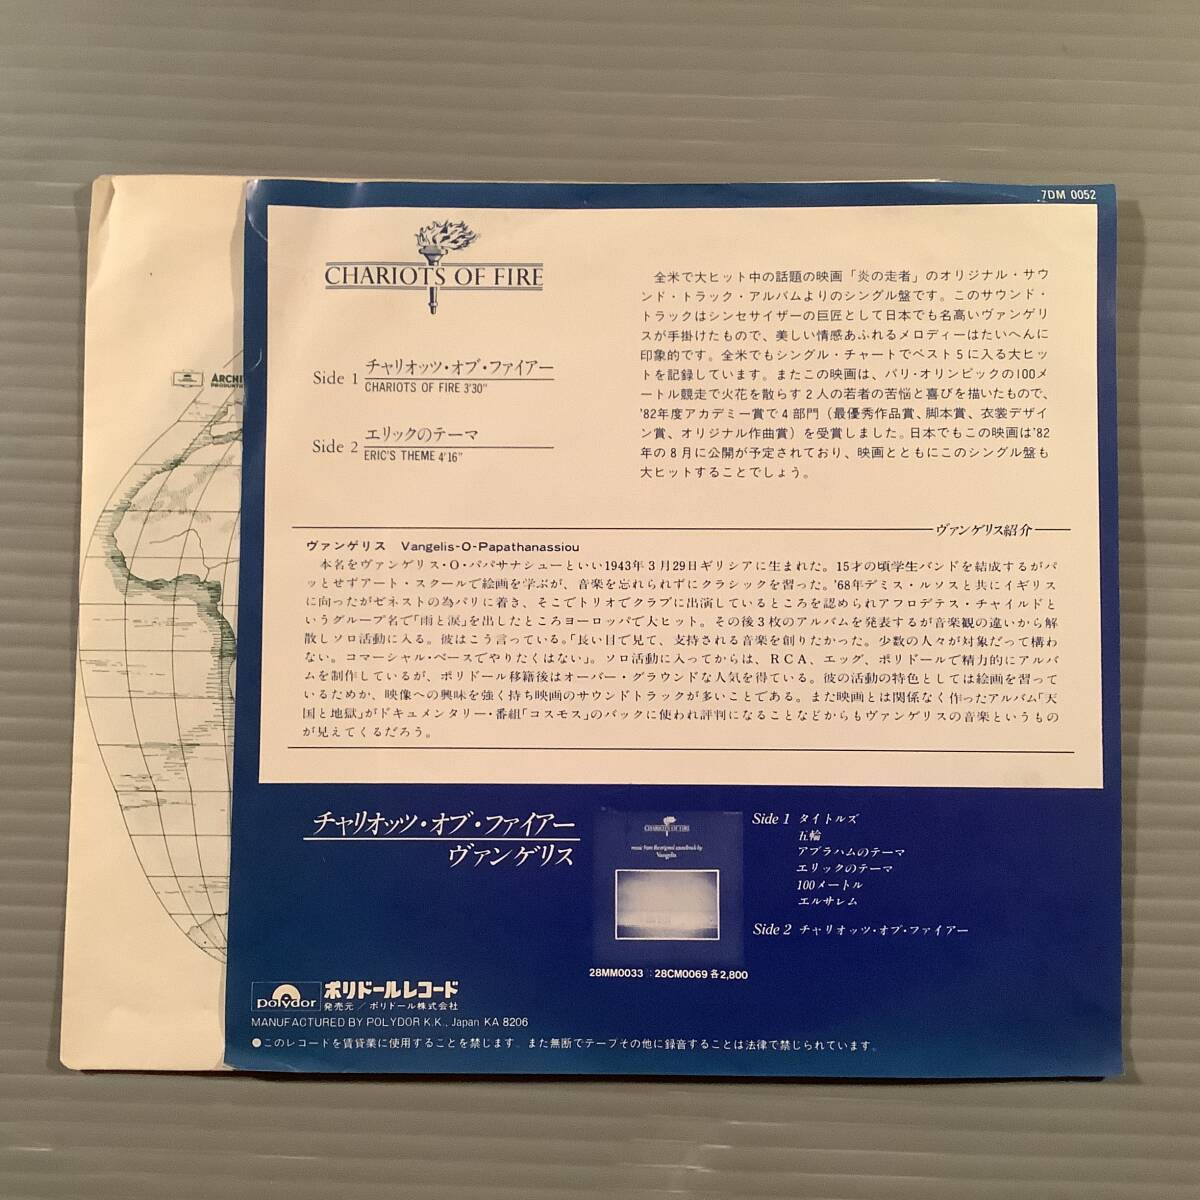 7DM 0052
CHARIOTS OF FIRE
Side 1 チャリオッツ・オブ・ファイアー
CHARIOTS OF FIRE 3'30"
Side 2 エリックのテーマ
ERIC'S THEME 4'16"
全米で大ヒット中の話題の映画「炎の走者」のオリジナル・サウ
ンド・トラック・アルバムよりのシングル盤です。このサウンド・
トラックはシンセサイザーの巨匠として日本でも名高いヴァンゲリ
スが手掛けたもので、美しい情感あふれるメロディーはたいへんに
印象的です。全米でもシングル・チャートでベスト5に入る大ヒッ
トを記録しています。またこの映画は、パリ・オリンピックの100メ
ートル競走で火花を散らす2人の若者の苦悩と喜びを描いたもので、
'82年度アカデミー賞で4部門（最優秀作品賞、脚本賞、衣裳デザイ
ン賞、オリジナル作曲賞）を受賞しました。日本でもこの映画は'82
年の8月に公開が予定されており、映画とともにこのシングル盤も
大ヒットすることでしょう。
ヴァンゲリス紹介
ヴァンゲリス Vangelis-O-Papathanassiou
本名をヴァンゲリス・O・パパサナシューといい1943年3月29日ギリシアに生まれた。15才の頃学生バンドを結成するがパ
ッとせずアート・スクールで絵画を学ぶが、音楽を忘れられずにクラシックを習った。'68年デミス・ルソスと共にイギリス
に向ったがゼネストの為パリに着き、そこでトリオでクラブに出演しているところを認められアフロデテス・チャイルドと
いうグループ名で「雨と涙」を出したところヨーロッパで大ヒット。その後3枚のアルバムを発表するが音楽観の違いから解
散しソロ活動に入る。彼はこう言っている。「長い目で見て、支持される音楽を創りたかった。少数の人々が対象だって構わ
ない。コマーシャル・ベースでやりたくはない」。ソロ活動に入ってからは、RCA、エッグ、ポリドールで精力的にアルバ
ムを制作しているが、ポリドール移籍後はオーバー・グラウンドな人気を得ている。彼の活動の特色としては絵画を習って
いるためか、映像への興味を強く持ち映画のサウンドトラックが多いことである。また映画とは関係なく作ったアルバム「天
国と地獄」がドキュメンタリー・番組「コスモス」のバックに使われ評判になることなどからもヴァンゲリスの音楽というもの
が見えてくるだろう。
チャリオッツ・オブ・ファイアー
ヴァンゲリス
CHARIOTS OF FIRE
music from the original soundtrack by
Vangelis
28MM0033 :: 28CM0069 各2,800
Side 1 タイトルズ
五輪
アブラハムのテーマ
エリックのテーマ
100メートル
エルサレム
Side 2 チャリオッツ・オブ・ファイアー
polydor ポリドールレコード
発売元／ポリドール株式会社
MANUFACTURED BY POLYDOR K.K., Japan KA 8206
●このレコードを賃貸業に使用することを禁じます。また無断でテープその他に録音することは法律で禁じられています。